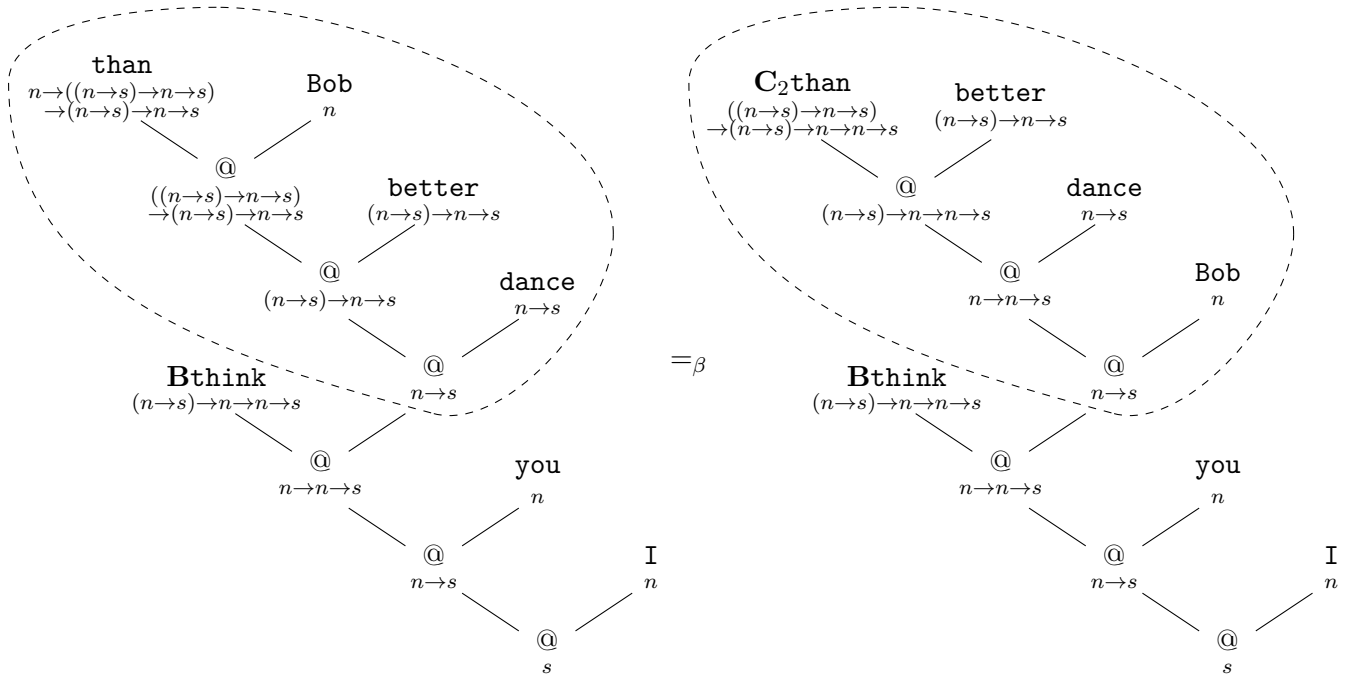 than
n→((n→s)→n→s)
→(n→s)→n→s
Bob
n
@
((n→s)→n→s)
→(n→s)→n→s
better
(n→s)→n→s
@
(n→s)→n→s
dance
n→s
@
n→s
Bthink
(n→s)→n→n→s
@
n→n→s
you
n
@
n→s
I
n
@
s
=β
C₂than
((n→s)→n→s)
→(n→s)→n→n→s
better
(n→s)→n→s
@
(n→s)→n→n→s
dance
n→s
@
n→n→s
Bob
n
@
n→s
Bthink
(n→s)→n→n→s
@
n→n→s
you
n
@
n→s
I
n
@
s